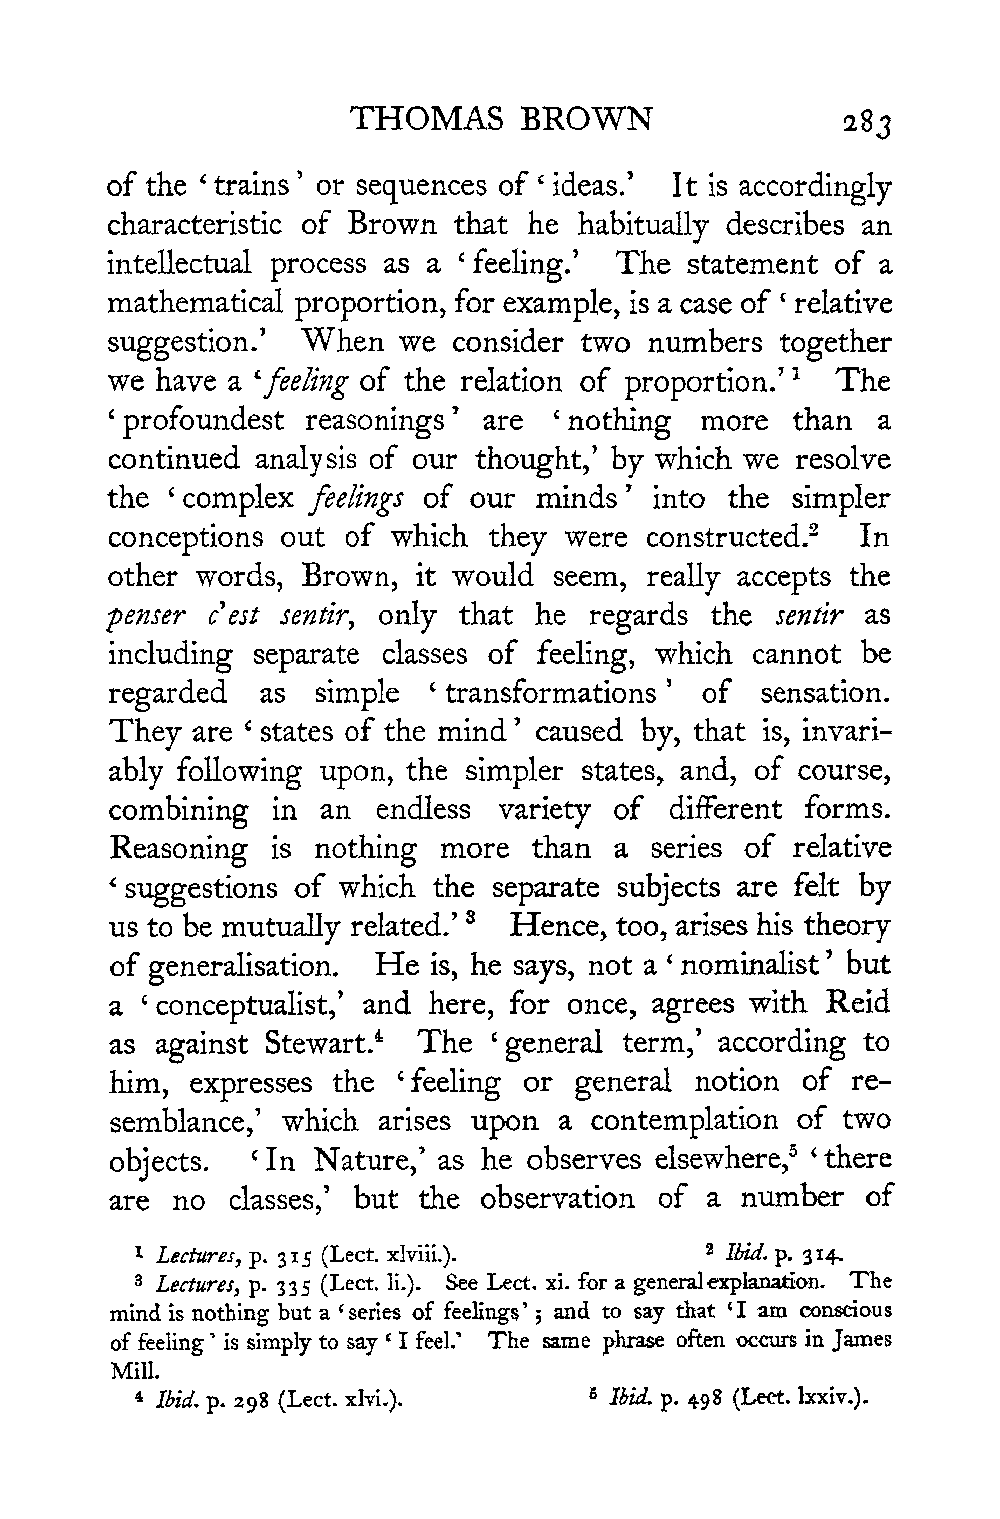 THOMAS BROWN 283
of the ‘trains’ or sequences of ‘ideas.’ It is accordingly
characteristic of Brown that he habitually describes an
intellectual process as a ‘feeling.’ The statement of a
mathematical proportion, for example, is a case of ‘relative
suggestion.’ When we consider two numbers together
we have a ‘feeling of the relation of proportion.’¹ The
‘profoundest reasonings’ are ‘nothing more than a
continued analysis of our thought,’ by which we resolve
the ‘complex feelings of our minds’ into the simpler
conceptions out of which they were constructed.² In
other words, Brown, it would seem, really accepts the
penser c’est sentir, only that he regards the sentir as
including separate classes of feeling, which cannot be
regarded as simple ‘transformations’ of sensation.
They are ‘states of the mind’ caused by, that is, invari-
ably following upon, the simpler states, and, of course,
combining in an endless variety of different forms.
Reasoning is nothing more than a series of relative
‘suggestions of which the separate subjects are felt by
us to be mutually related.’³ Hence, too, arises his theory
of generalisation. He is, he says, not a ‘nominalist’ but
a ‘conceptualist,’ and here, for once, agrees with Reid
as against Stewart.⁴ The ‘general term,’ according to
him, expresses the ‘feeling or general notion of re-
semblance,’ which arises upon a contemplation of two
objects. ‘In Nature,’ as he observes elsewhere,⁵ ‘there
are no classes,’ but the observation of a number of
¹ Lectures, p. 315 (Lect. xlviii.). ² Ibid. p. 314.
³ Lectures, p. 335 (Lect. li.). See Lect. xi. for a general explanation. The
mind is nothing but a ‘series of feelings’; and to say that ‘I am conscious
of feeling’ is simply to say ‘I feel.’ The same phrase often occurs in James
Mill.
⁴ Ibid. p. 298 (Lect. xlvi.). ⁵ Ibid. p. 498 (Lect. lxxiv.).